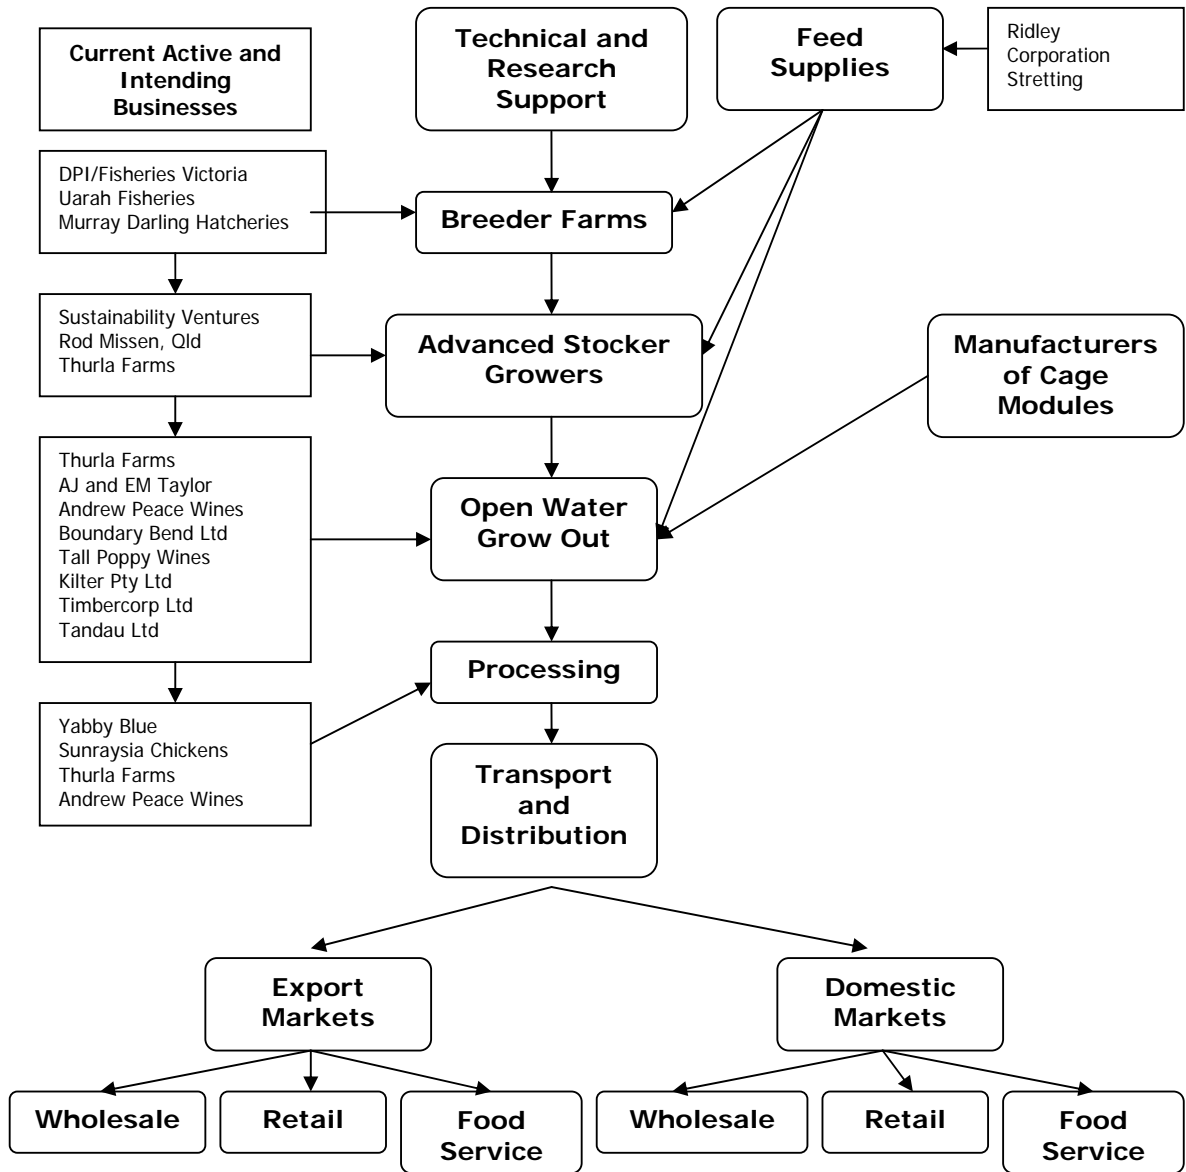 Current Active and
Intending
Businesses
Technical and
Research
Support
Feed
Supplies
Ridley
Corporation
Stretting
DPI/Fisheries Victoria
Uarah Fisheries
Murray Darling Hatcheries
Breeder Farms
Sustainability Ventures
Rod Missen, Qld
Thurla Farms
Advanced Stocker
Growers
Manufacturers
of Cage
Modules
Thurla Farms
AJ and EM Taylor
Andrew Peace Wines
Boundary Bend Ltd
Tall Poppy Wines
Kilter Pty Ltd
Timbercorp Ltd
Tandau Ltd
Open Water
Grow Out
Processing
Yabby Blue
Sunraysia Chickens
Thurla Farms
Andrew Peace Wines
Transport
and
Distribution
Export
Markets
Domestic
Markets
Wholesale
Retail
Food
Service
Wholesale
Retail
Food
Service